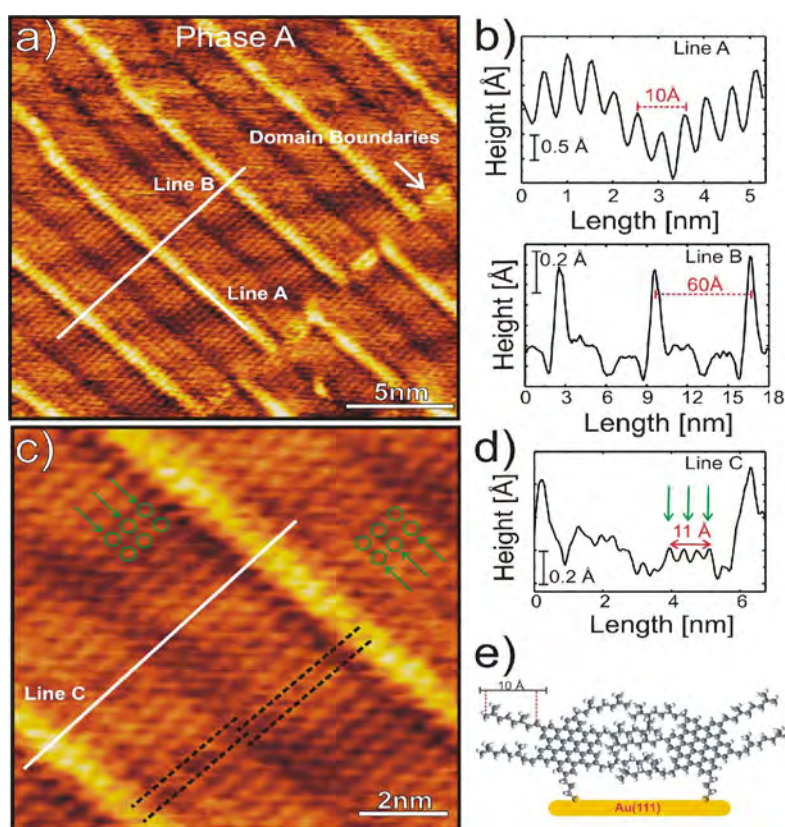 a)
Phase A
Domain Boundaries
Line B
Line A
5nm
b)
Line A
10Å
0.5 Å
Height [Å]
0 1 2 3 4 5
Length [nm]
Line B
0.2 Å
60Å
Height [Å]
0 3 6 9 12 15 18
Length [nm]
c)
Line C
2nm
d)
Line C
11 Å
0.2 Å
Height [Å]
0 2 4 6
Length [nm]
e)
10 Å
Au(111)